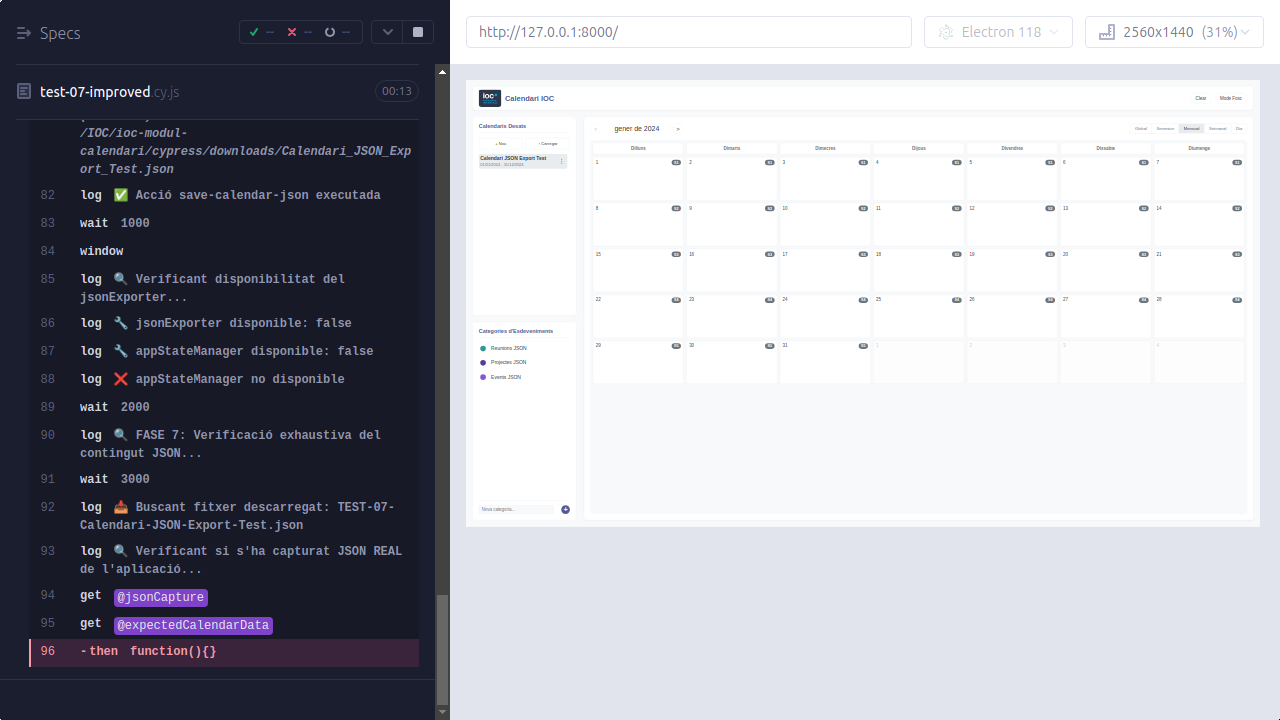 Specs
-- -- --
test-07-improved.cy.js 00:13
/IOC/ioc-modul-
calendari/cypress/downloads/Calendari_JSON_Exp
ort_Test.json
82 log ✅ Acció save-calendar-json executada
83 wait 1000
84 window
85 log 🔍 Verificant disponibilitat del
jsonExporter...
86 log 🔧 jsonExporter disponible: false
87 log 🔧 appStateManager disponible: false
88 log ❌ appStateManager no disponible
89 wait 2000
90 log 🔍 FASE 7: Verificació exhaustiva del
contingut JSON...
91 wait 3000
92 log 📥 Buscant fitxer descarregat: TEST-07-
Calendari-JSON-Export-Test.json
93 log 🔍 Verificant si s'ha capturat JSON REAL
de l'aplicació...
94 get @jsonCapture
95 get @expectedCalendarData
96 -then function(){}
http://127.0.0.1:8000/
Electron 118
2560x1440 (31%)
ioc Calendari IOC
Clear Mode Fosc
Calendaris Desats
+ Nou Carregar
Calendari JSON Export Test
Categories d'Esdeveniments
Reunions JSON
Projectes JSON
Events JSON
Nova categoria...
+
< gener de 2024 >
Global Semestre Mensual Setmanal Dia
Dilluns Dimarts Dimecres Dijous Divendres Dissabte Diumenge
1 2 3 4 5 6 7
8 9 10 11 12 13 14
15 16 17 18 19 20 21
22 23 24 25 26 27 28
29 30 31 1 2 3 4